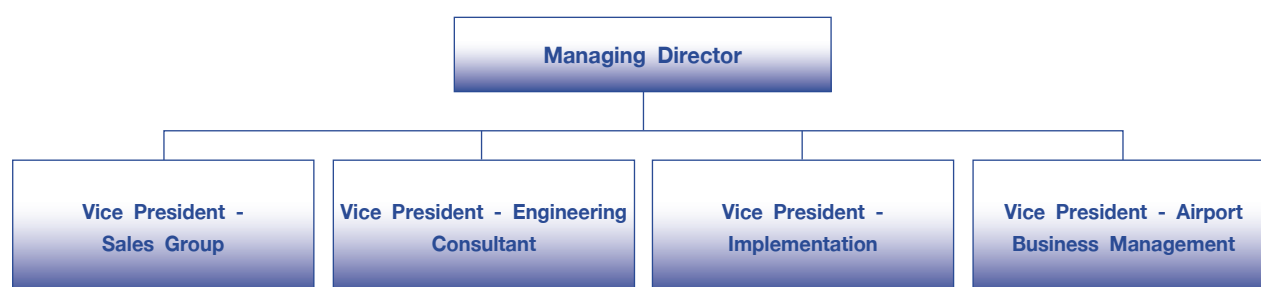 Managing Director
Vice President -
Sales Group
Vice President - Engineering
Consultant
Vice President -
Implementation
Vice President - Airport
Business Management